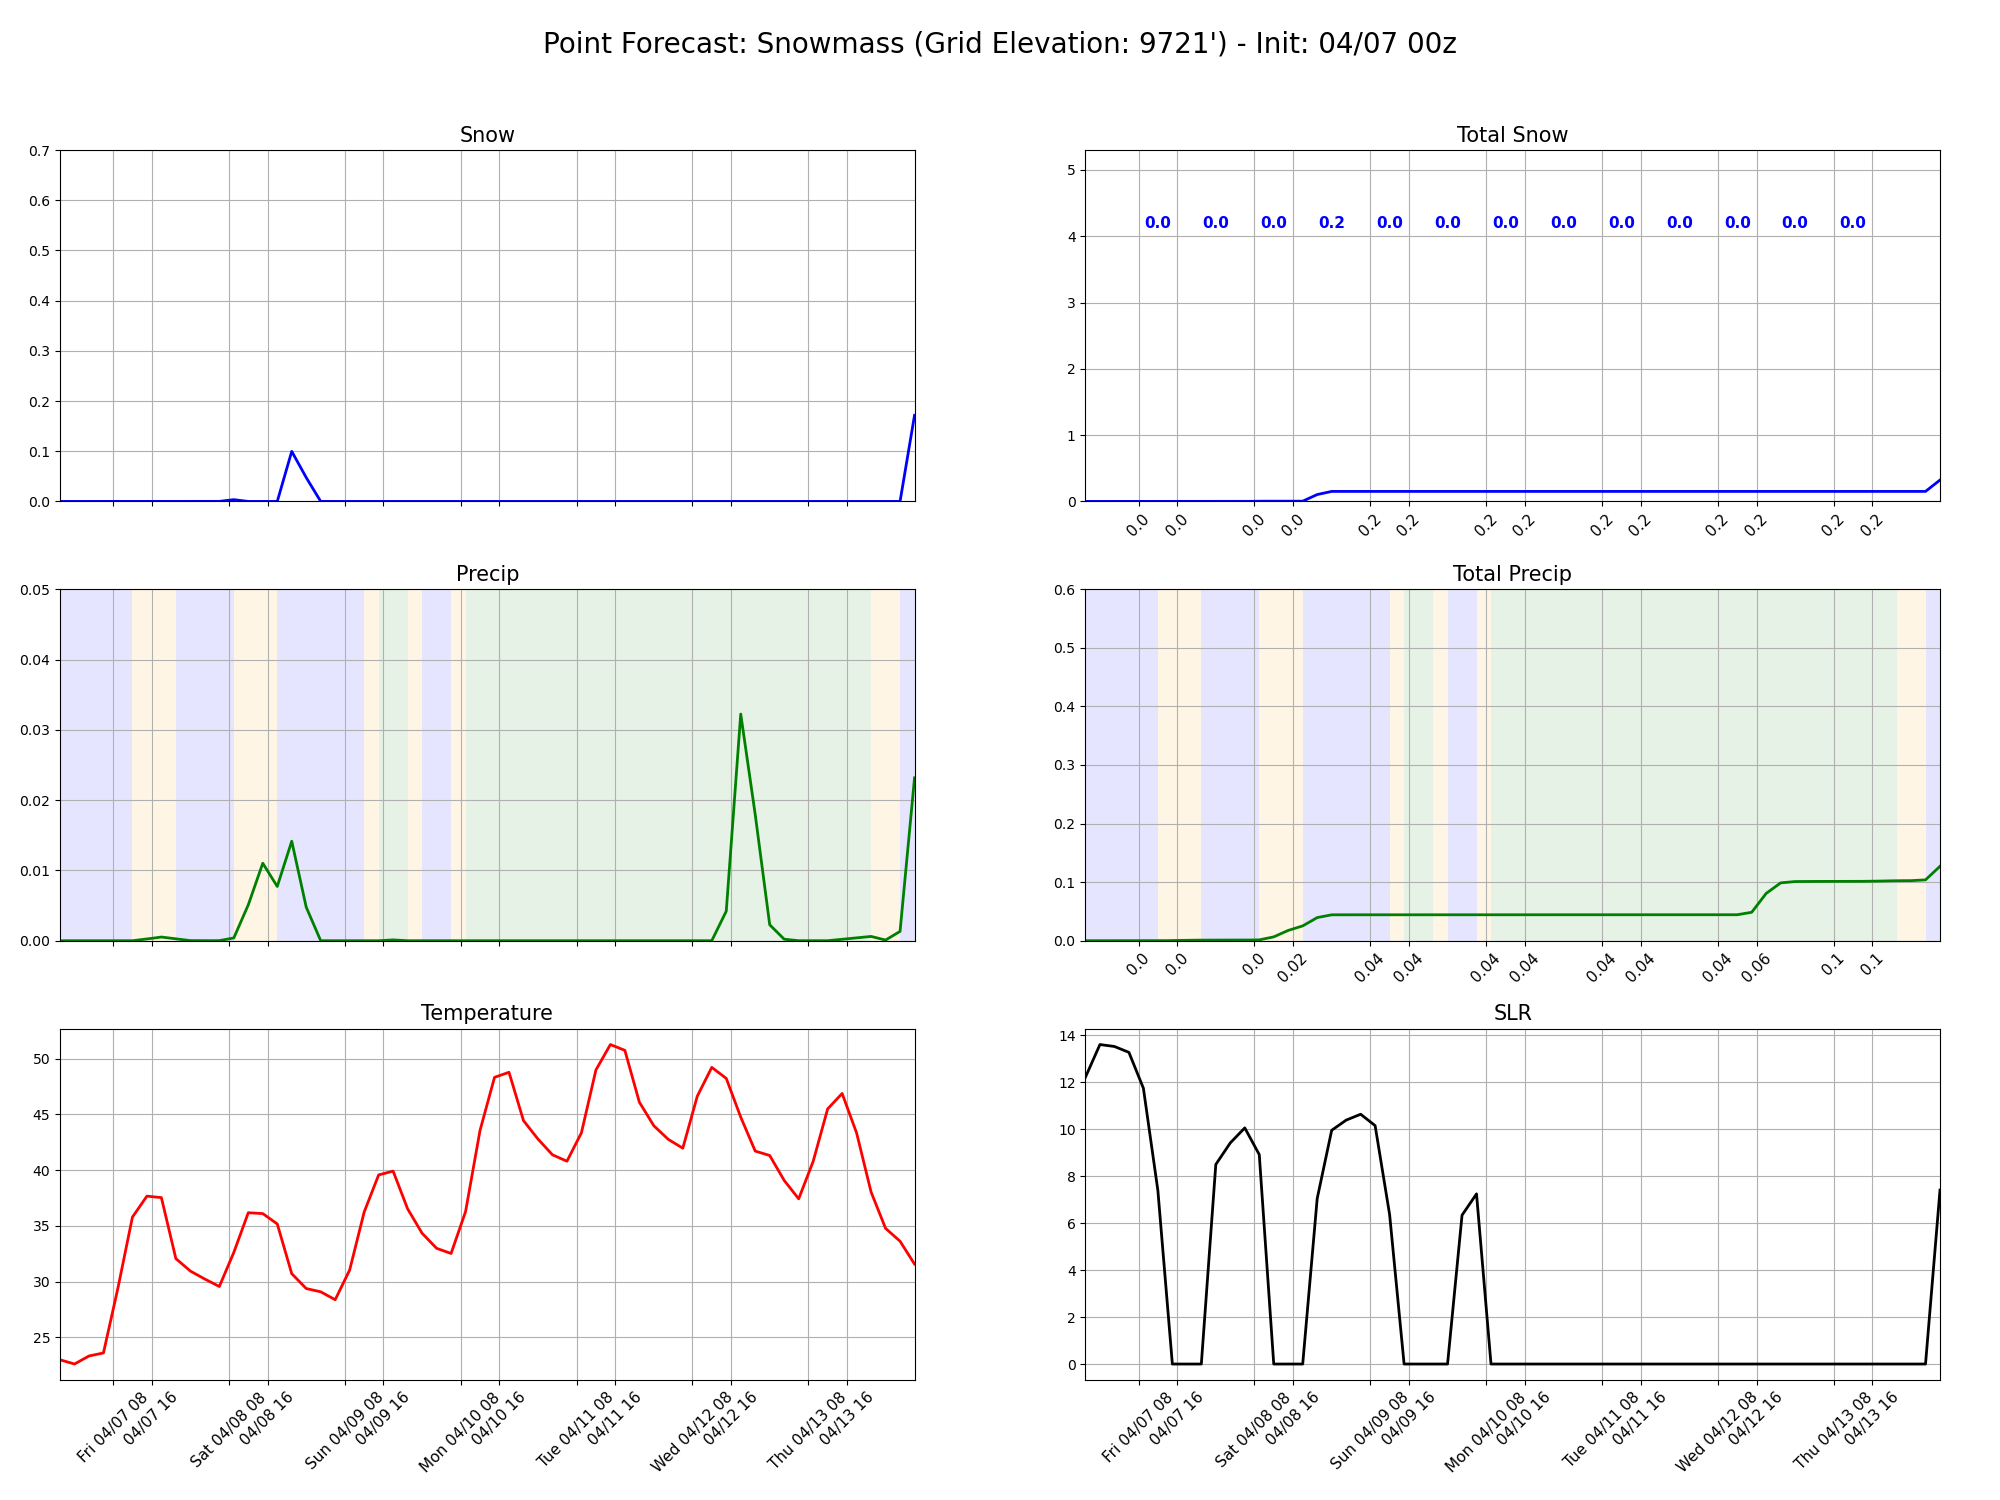 Point Forecast: Snowmass (Grid Elevation: 9721') - Init: 04/07 00z
Snow
0.7
0.6
0.5
0.4
0.3
0.2
0.1
0.0
Total Snow
5
4
3
2
1
0
0.0 0.0 0.0 0.2 0.0 0.0 0.0 0.0 0.0 0.0 0.0 0.0 0.0
0.0 0.0 0.0 0.0 0.2 0.2 0.2 0.2 0.2 0.2 0.2 0.2 0.2 0.2
Precip
0.05
0.04
0.03
0.02
0.01
0.00
Total Precip
0.6
0.5
0.4
0.3
0.2
0.1
0.0
0.0 0.0 0.0 0.02 0.04 0.04 0.04 0.04 0.04 0.04 0.04 0.06 0.1 0.1
Temperature
50
45
40
35
30
25
Fri 04/07 08
04/07 16
Sat 04/08 08
04/08 16
Sun 04/09 08
04/09 16
Mon 04/10 08
04/10 16
Tue 04/11 08
04/11 16
Wed 04/12 08
04/12 16
Thu 04/13 08
04/13 16
SLR
14
12
10
8
6
4
2
0
Fri 04/07 08
04/07 16
Sat 04/08 08
04/08 16
Sun 04/09 08
04/09 16
Mon 04/10 08
04/10 16
Tue 04/11 08
04/11 16
Wed 04/12 08
04/12 16
Thu 04/13 08
04/13 16